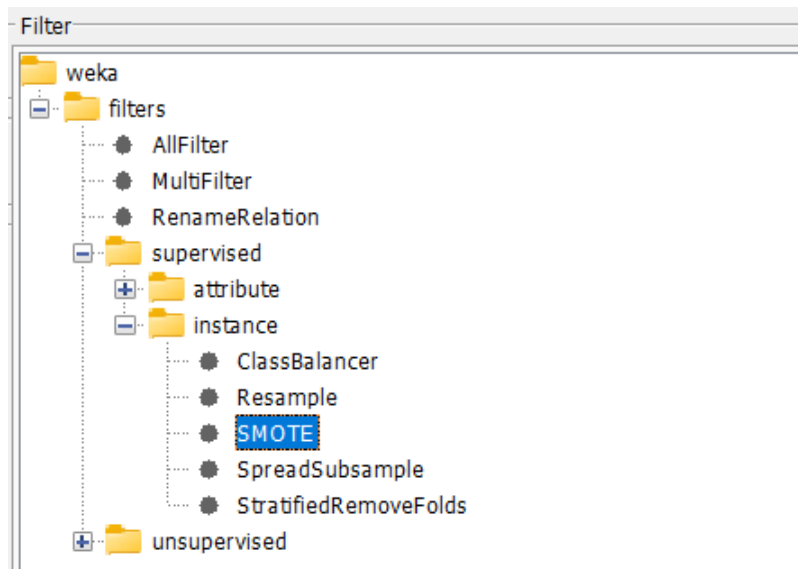 Filter
weka
filters
AllFilter
MultiFilter
RenameRelation
supervised
attribute
instance
ClassBalancer
Resample
SMOTE
SpreadSubsample
StratifiedRemoveFolds
unsupervised